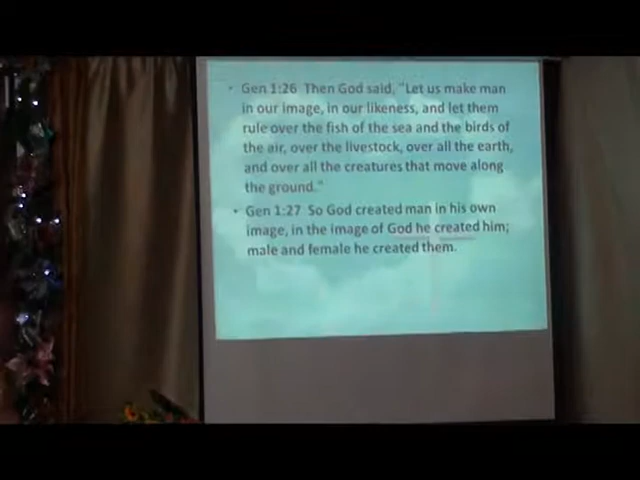 • Gen 1:26 Then God said, "Let us make man
in our image, in our likeness, and let them
rule over the fish of the sea and the birds of
the air, over the livestock, over all the earth,
and over all the creatures that move along
the ground."
• Gen 1:27 So God created man in his own
image, in the image of God he created him;
male and female he created them.